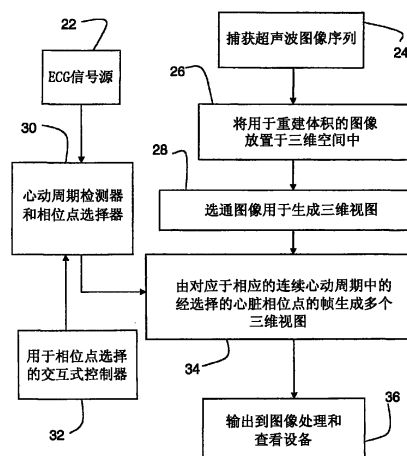 22
ECG信号源
30
心动周期检测器
和相位点选择器
用于相位点选择
的交互式控制器
32
捕获超声波图像序列
24
26
将用于重建体积的图像
放置于三维空间中
28
选通图像用于生成三维视图
由对应于相应的连续心动周期中的
经选择的心脏相位点的帧生成多个
三维视图
34
36
输出到图像处理和
查看设备